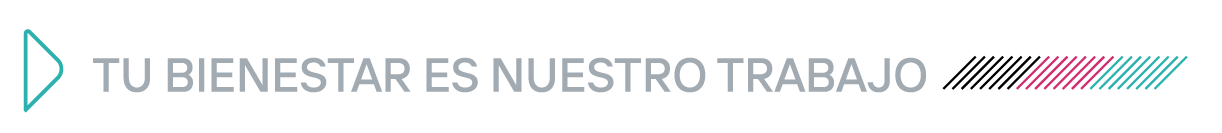 TU BIENESTAR ES NUESTRO TRABAJO